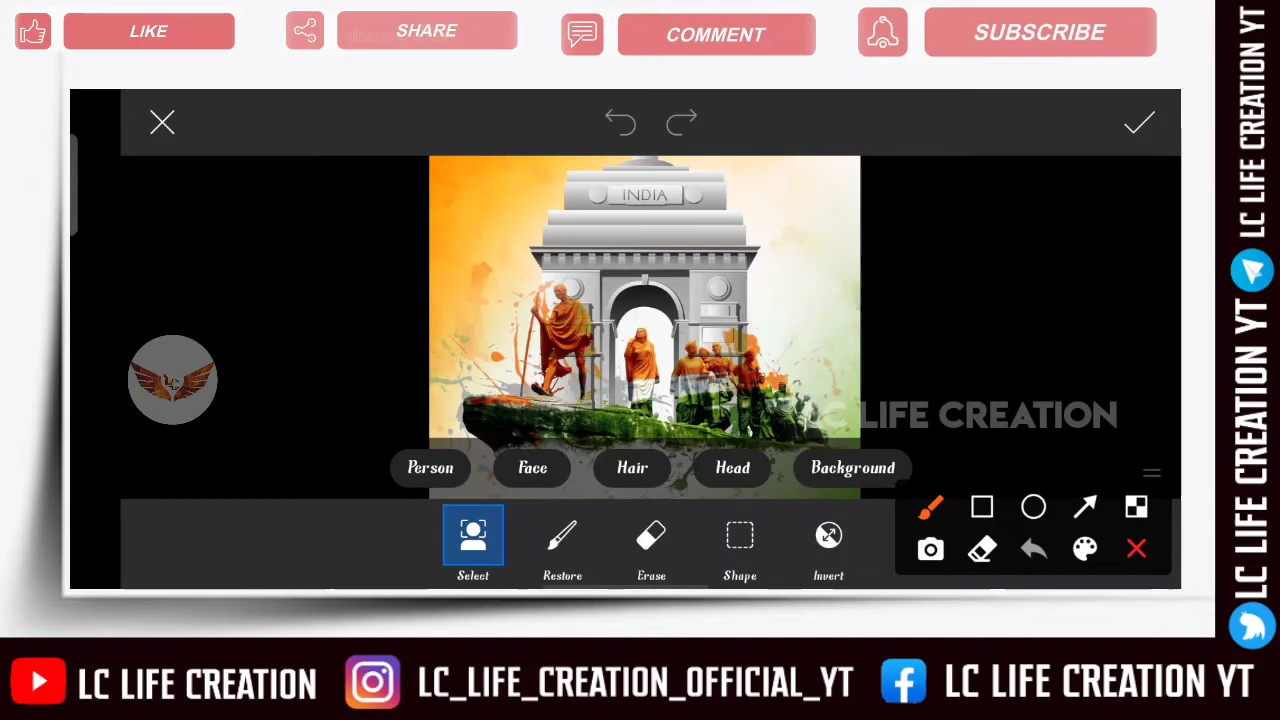 LIKE
SHARE
COMMENT
SUBSCRIBE
INDIA
LC LIFE CREATION
Person
Face
Hair
Head
Background
Select
Restore
Erase
Shape
Invert
LC LIFE CREATION
LC_LIFE_CREATION_OFFICIAL_YT
LC LIFE CREATION YT
LC LIFE CREATION YT
LC LIFE CREATION YT